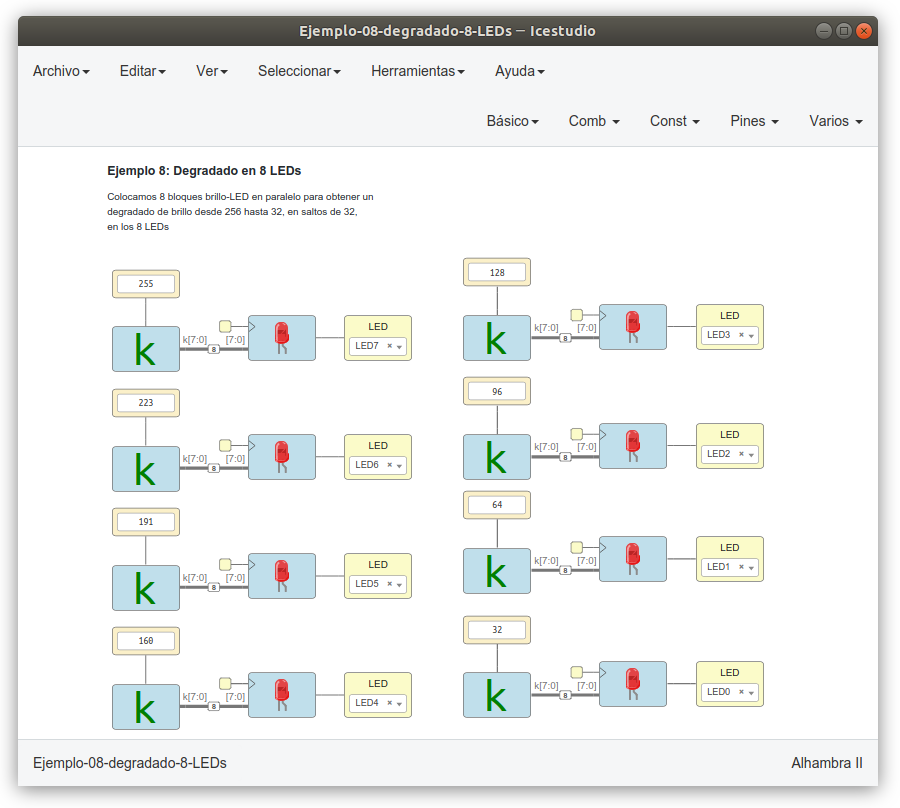 Ejemplo-08-degradado-8-LEDs — Icestudio
Archivo Editar Ver Seleccionar Herramientas Ayuda
Básico Comb Const Pines Varios
Ejemplo 8: Degradado en 8 LEDs
Colocamos 8 bloques brillo-LED en paralelo para obtener un
degradado de brillo desde 256 hasta 32, en saltos de 32,
en los 8 LEDs
255
k
k[7:0]
8
[7:0]
LED
LED7
223
k
k[7:0]
8
[7:0]
LED
LED6
191
k
k[7:0]
8
[7:0]
LED
LED5
160
k
k[7:0]
8
[7:0]
LED
LED4
128
k
k[7:0]
8
[7:0]
LED
LED3
96
k
k[7:0]
8
[7:0]
LED
LED2
64
k
k[7:0]
8
[7:0]
LED
LED1
32
k
k[7:0]
8
[7:0]
LED
LED0
Ejemplo-08-degradado-8-LEDs
Alhambra II